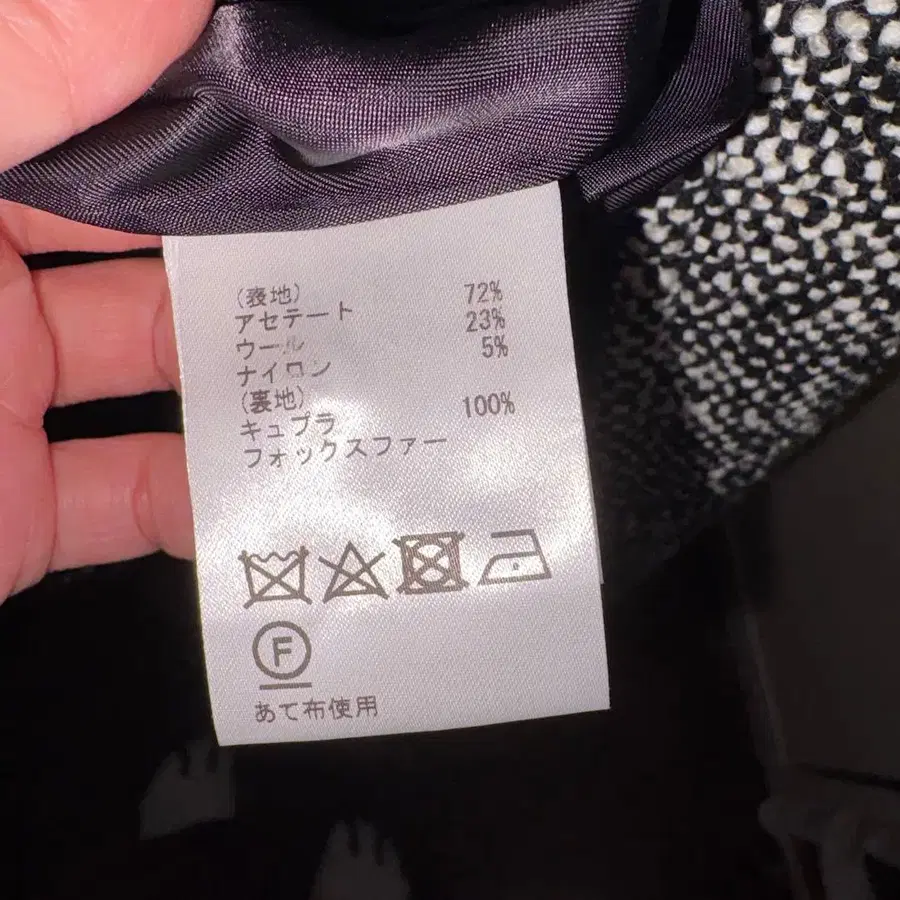 (表地)
アセテート 72%
ウール 23%
ナイロン 5%
(裏地)
キュプラ 100%
フォックスファー
F
あて布使用